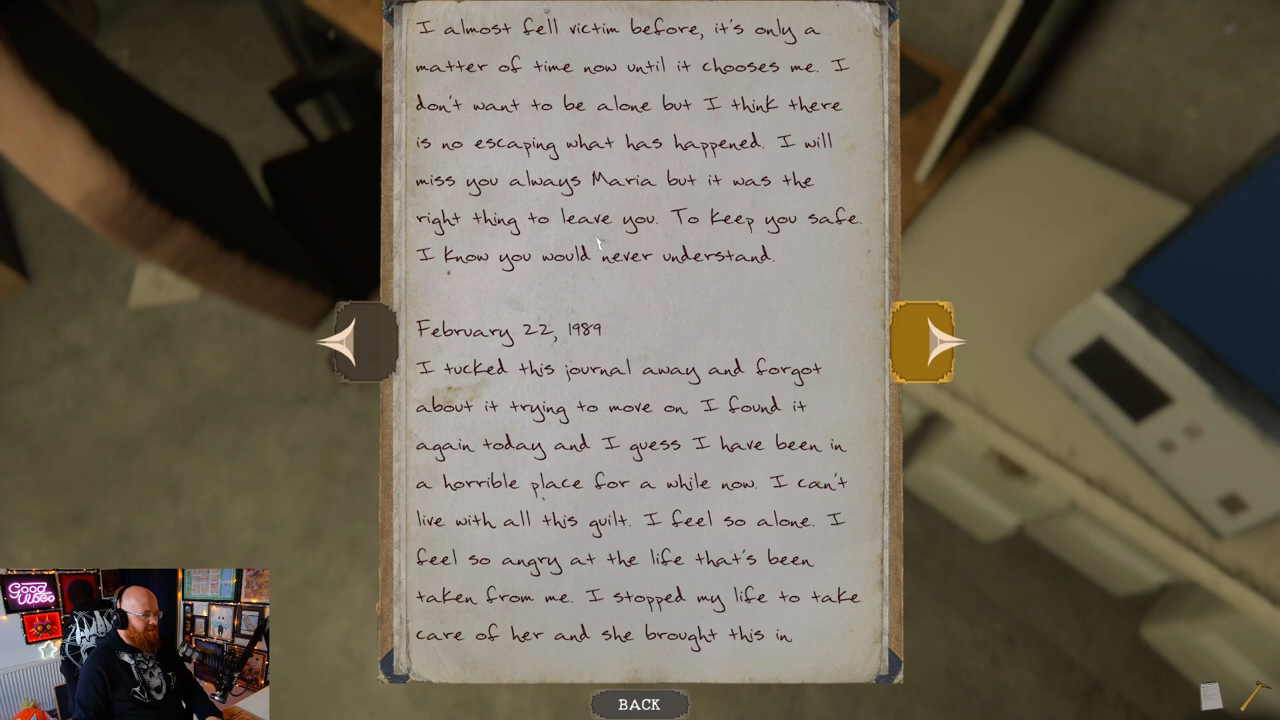 I almost fell victim before, it's only a
matter of time now until it chooses me. I
don't want to be alone but I think there
is no escaping what has happened. I will
miss you always Maria but it was the
right thing to leave you. To keep you safe.
I know you would never understand.
February 22, 1989
I tucked this journal away and forgot
about it trying to move on I found it
again today and I guess I have been in
a horrible place for a while now. I can't
live with all this guilt. I feel so alone. I
feel so angry at the life that's been
taken from me. I stopped my life to take
care of her and she brought this in
BACK
Good
Vibes